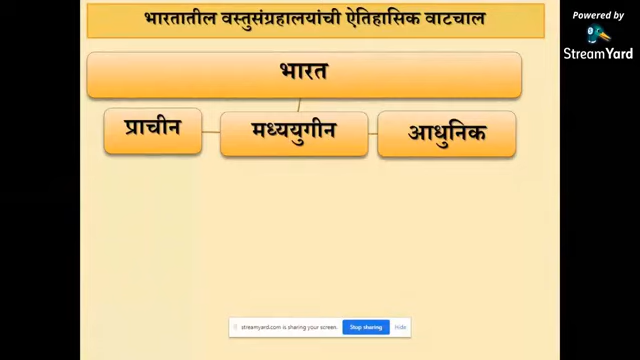 भारतातील वस्तुसंग्रहालयांची ऐतिहासिक वाटचाल
Powered by
StreamYard
भारत
प्राचीन
मध्ययुगीन
आधुनिक
streamyard.com is sharing your screen.
Stop sharing
Hide